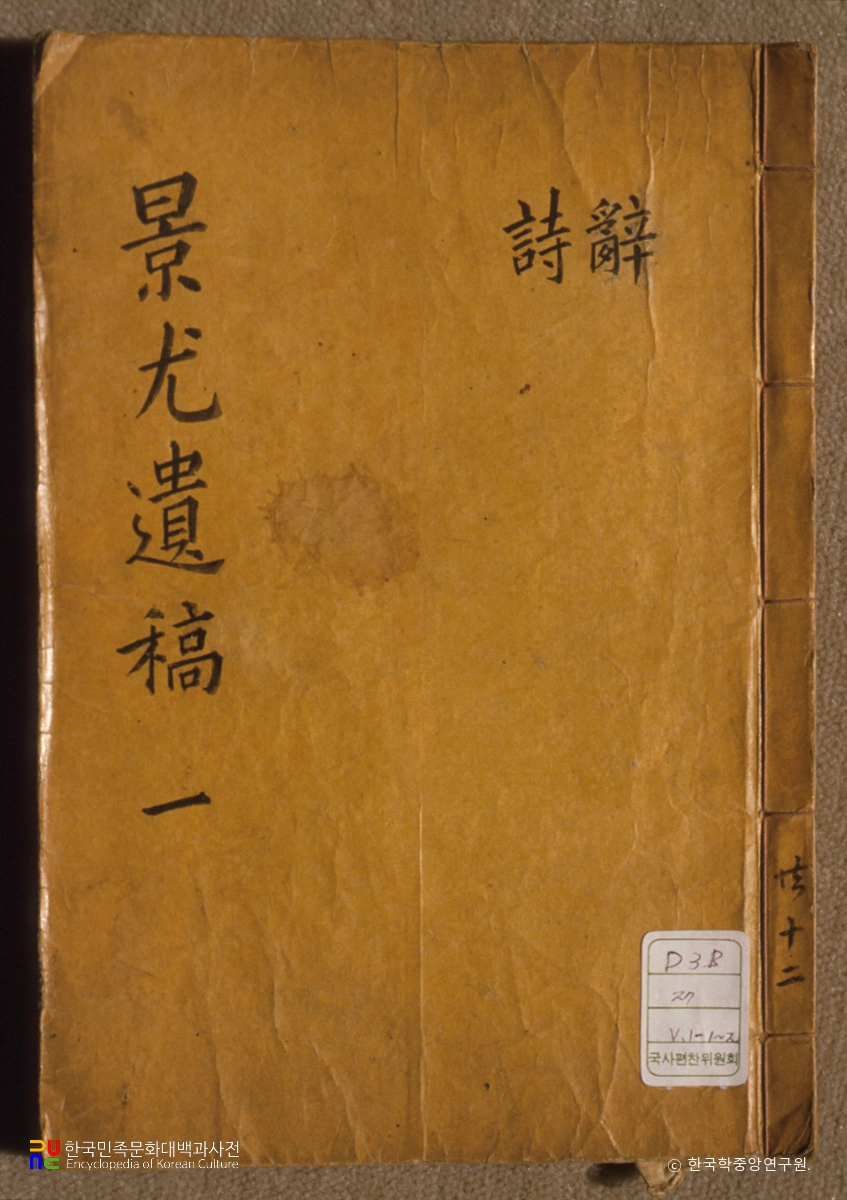 辭
詩
景尤遺稿 一
共十二
D3B
27
V.1-1~2
국사편찬위원회
한국민족문화대백과사전
Encyclopedia of Korean Culture
© 한국학중앙연구원.